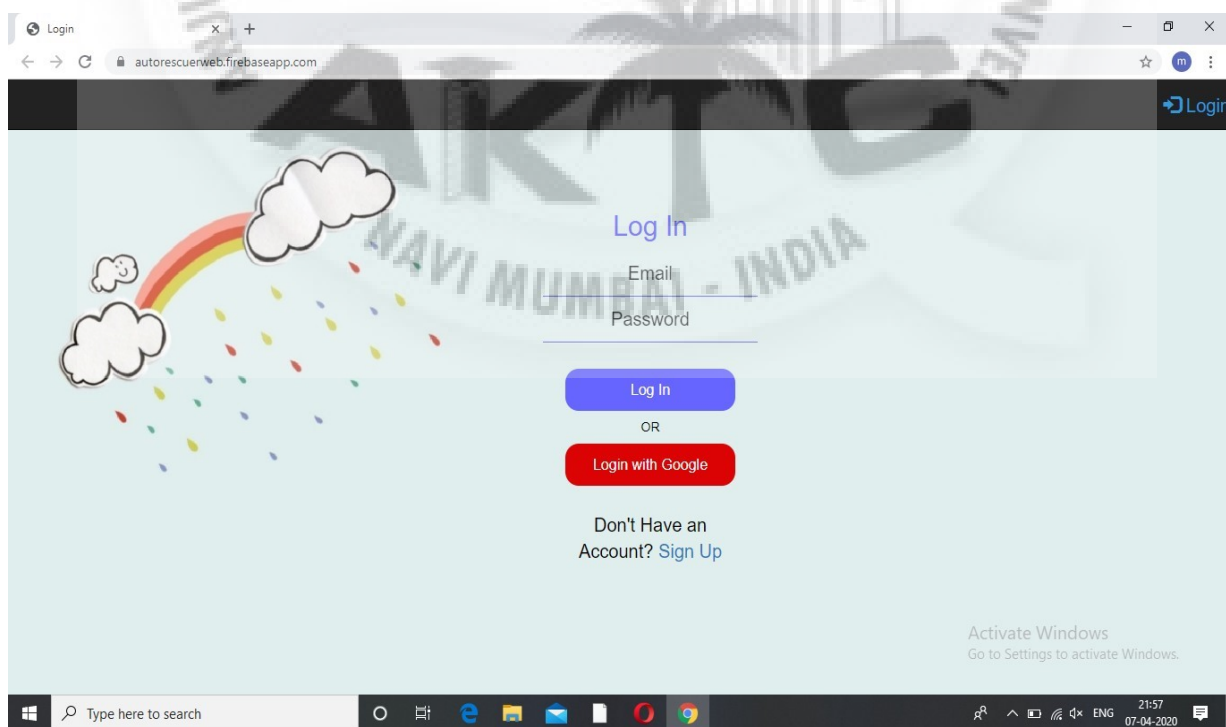 Login
autorescuerweb.firebaseapp.com
m
Login
AKTC
NAVI MUMBAI - INDIA
Log In
Email
Password
Log In
OR
Login with Google
Don't Have an
Account? Sign Up
Activate Windows
Go to Settings to activate Windows.
Type here to search
ENG
21:57
07-04-2020